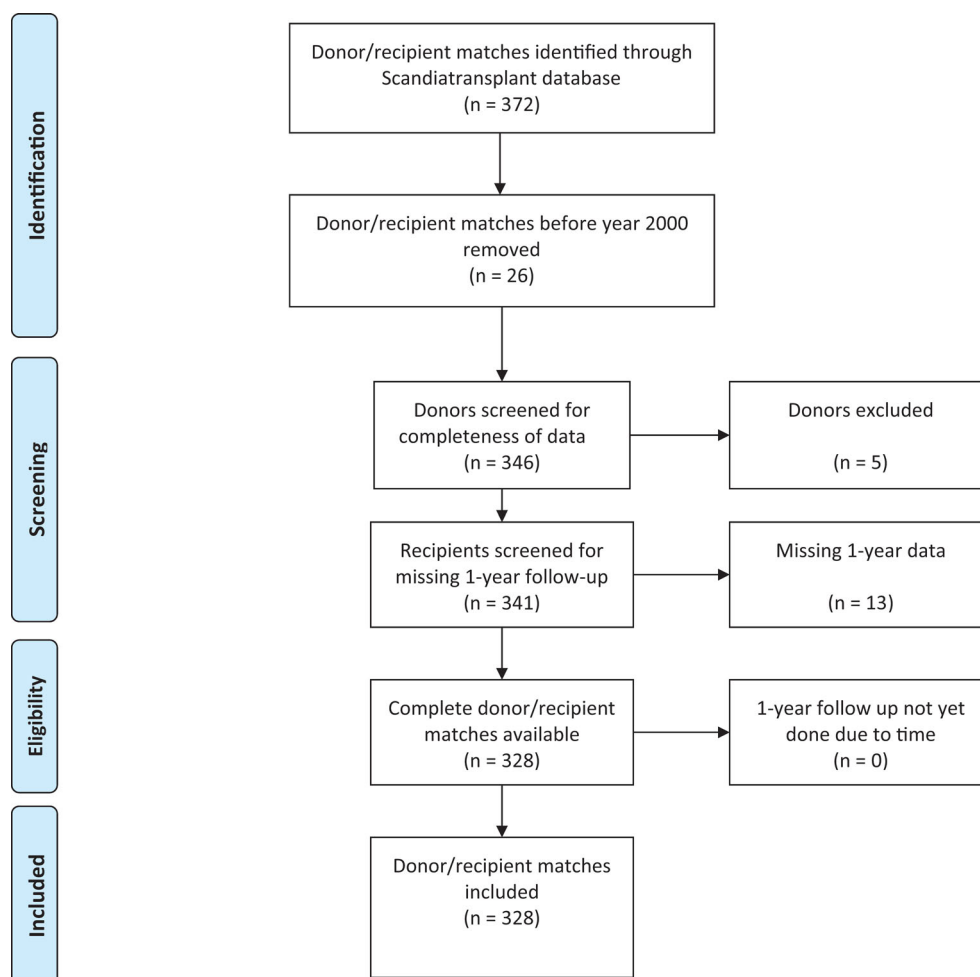 Identification
Donor/recipient matches identified through
Scandiatransplant database
(n = 372)
Donor/recipient matches before year 2000
removed
(n = 26)
Screening
Donors screened for
completeness of data
(n = 346)
Donors excluded
(n = 5)
Recipients screened for
missing 1-year follow-up
(n = 341)
Missing 1-year data
(n = 13)
Eligibility
Complete donor/recipient
matches available
(n = 328)
1-year follow up not yet
done due to time
(n = 0)
Included
Donor/recipient matches
included
(n = 328)